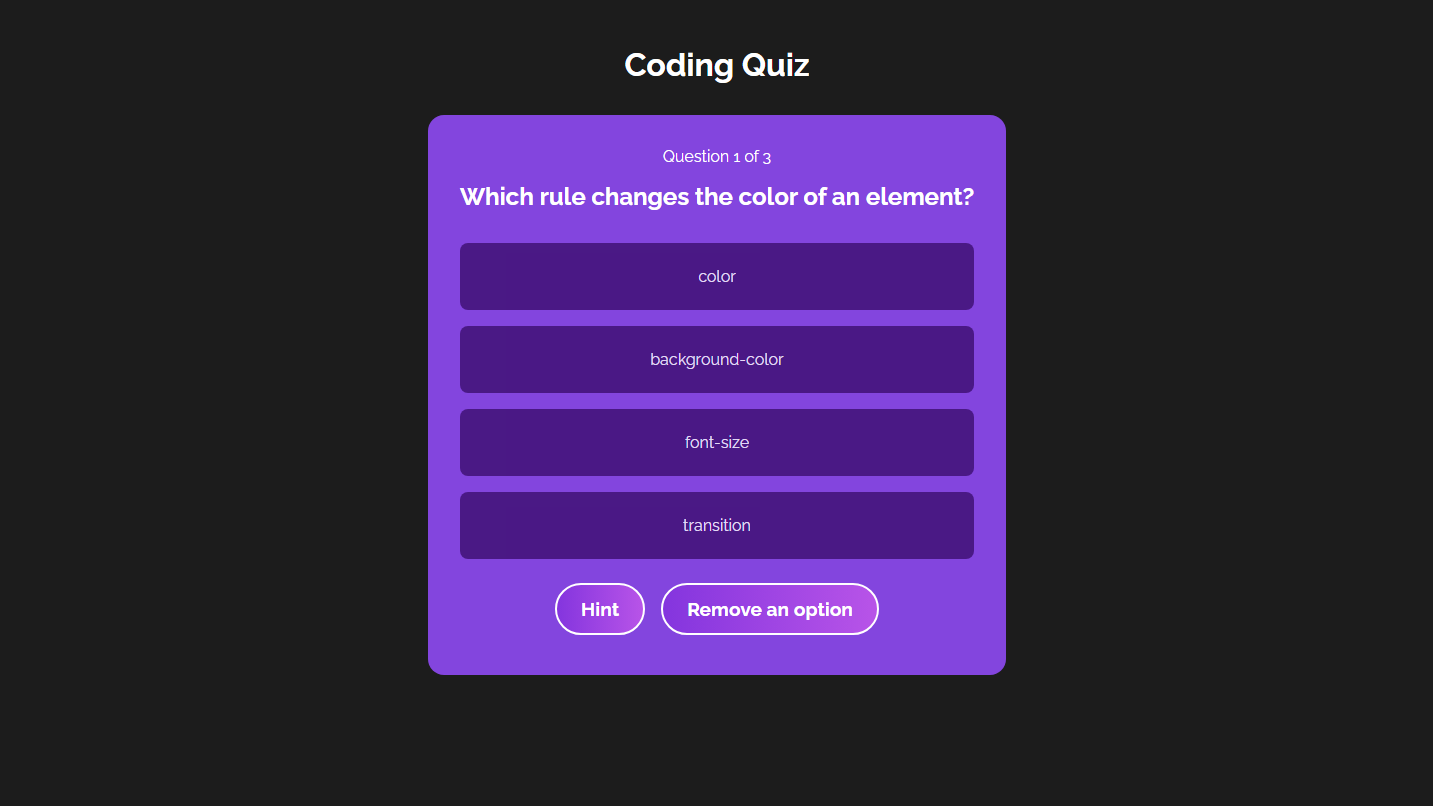 Coding Quiz
Question 1 of 3
Which rule changes the color of an element?
color
background-color
font-size
transition
Hint
Remove an option